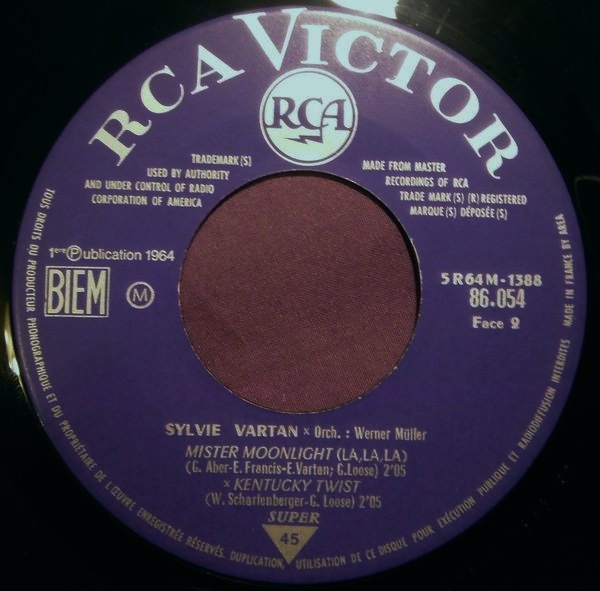 RCA VICTOR
RCA
TRADEMARK(S)
USED BY AUTHORITY
AND UNDER CONTROL OF RADIO
CORPORATION OF AMERICA
MADE FROM MASTER
RECORDINGS OF RCA
TRADE MARK(S) (R) REGISTERED
MARQUE(S) DÉPOSÉE(S)
1ere Ⓟublication 1964
BIEM
M
5R64M-1388
86.054
Face 2
SYLVIE VARTAN × Orch. : Werner Müller
MISTER MOONLIGHT (LA,LA,LA)
(G. Aber-E. Francis-E.Vartan; G.Loose) 2'05
× KENTUCKY TWIST
(W. Scharfenberger-G. Loose) 2'05
SUPER
45
TOUS DROITS DU PRODUCTEUR PHONOGRAPHIQUE ET DU PROPRIÉTAIRE DE L'ŒUVRE ENREGISTRÉE RÉSERVÉS. DUPLICATION, UTILISATION DE CE DISQUE POUR EXÉCUTION PUBLIQUE ET RADIODIFFUSION INTERDITES MADE IN FRANCE BY AREA